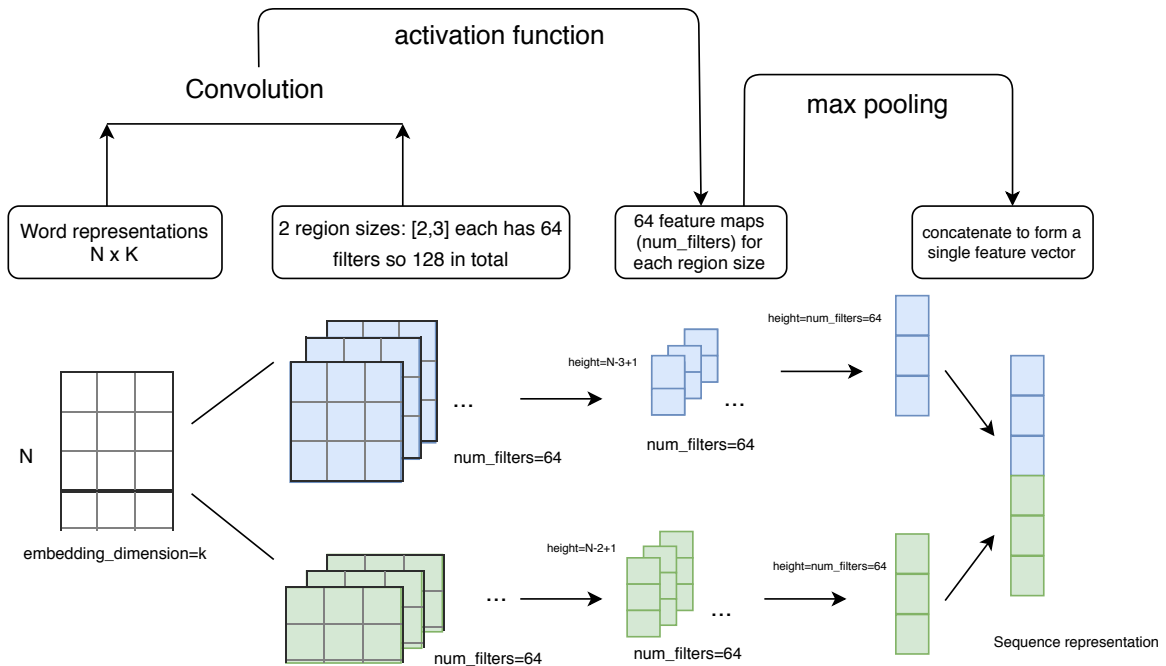 activation function
Convolution
max pooling
Word representations
N x K
2 region sizes: [2,3] each has 64
filters so 128 in total
64 feature maps
(num_filters) for
each region size
concatenate to form a
single feature vector
height=num_filters=64
height=N-3+1
...
...
num_filters=64
num_filters=64
N
embedding_dimension=k
height=N-2+1
height=num_filters=64
...
...
num_filters=64
num_filters=64
Sequence representation